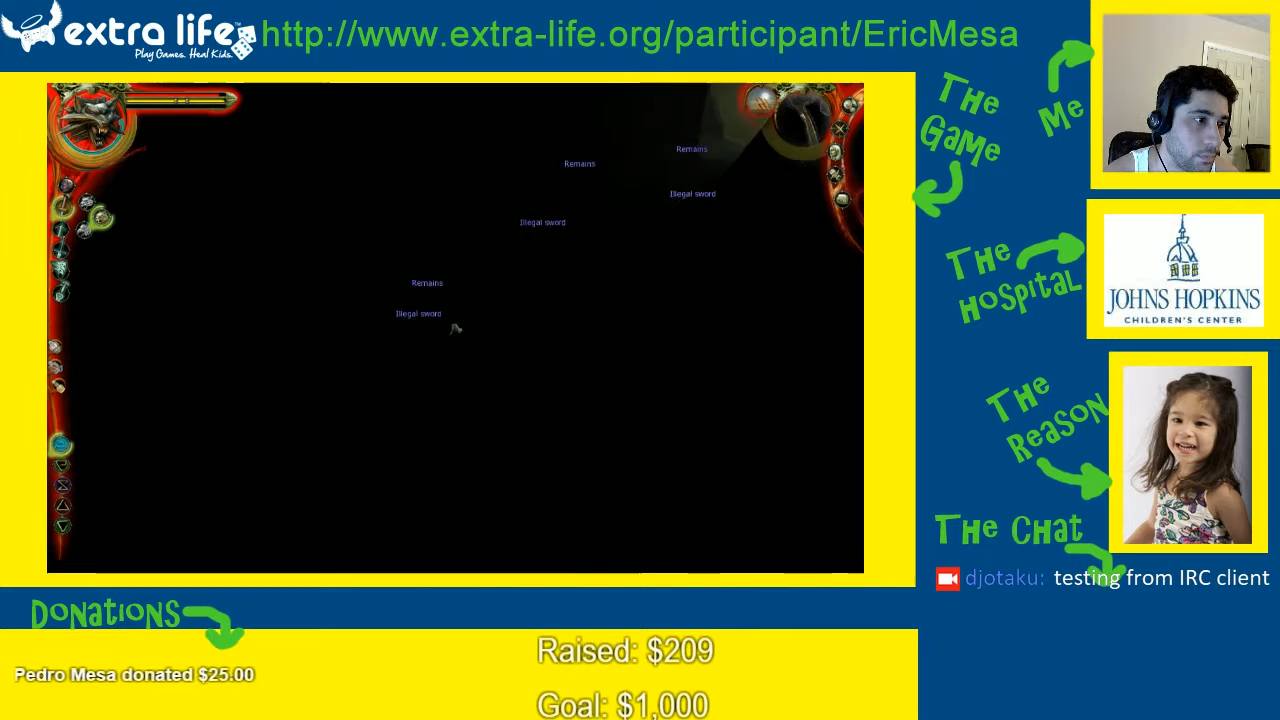 extra life
Play Games. Heal Kids.
http://www.extra-life.org/participant/EricMesa
THE GAME
ME
Remains
Remains
Illegal sword
Illegal sword
Remains
Illegal sword
THE HOSPITAL
JOHNS HOPKINS
CHILDREN'S CENTER
THE REASON
THE CHAT
djotaku: testing from IRC client
DONATIONS
Pedro Mesa donated $25.00
Raised: $209
Goal: $1,000